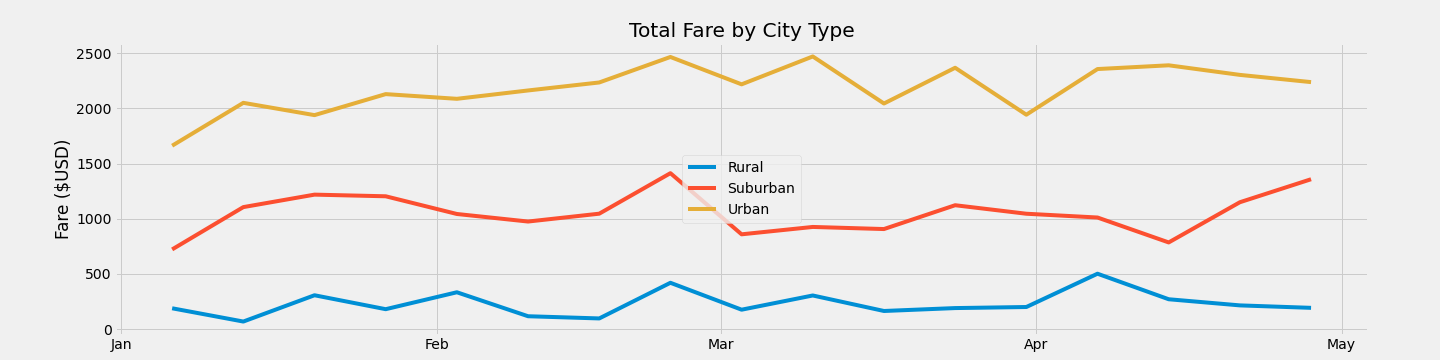 Total Fare by City Type
Fare ($USD)
2500
2000
1500
1000
500
0
Rural
Suburban
Urban
Jan Feb Mar Apr May